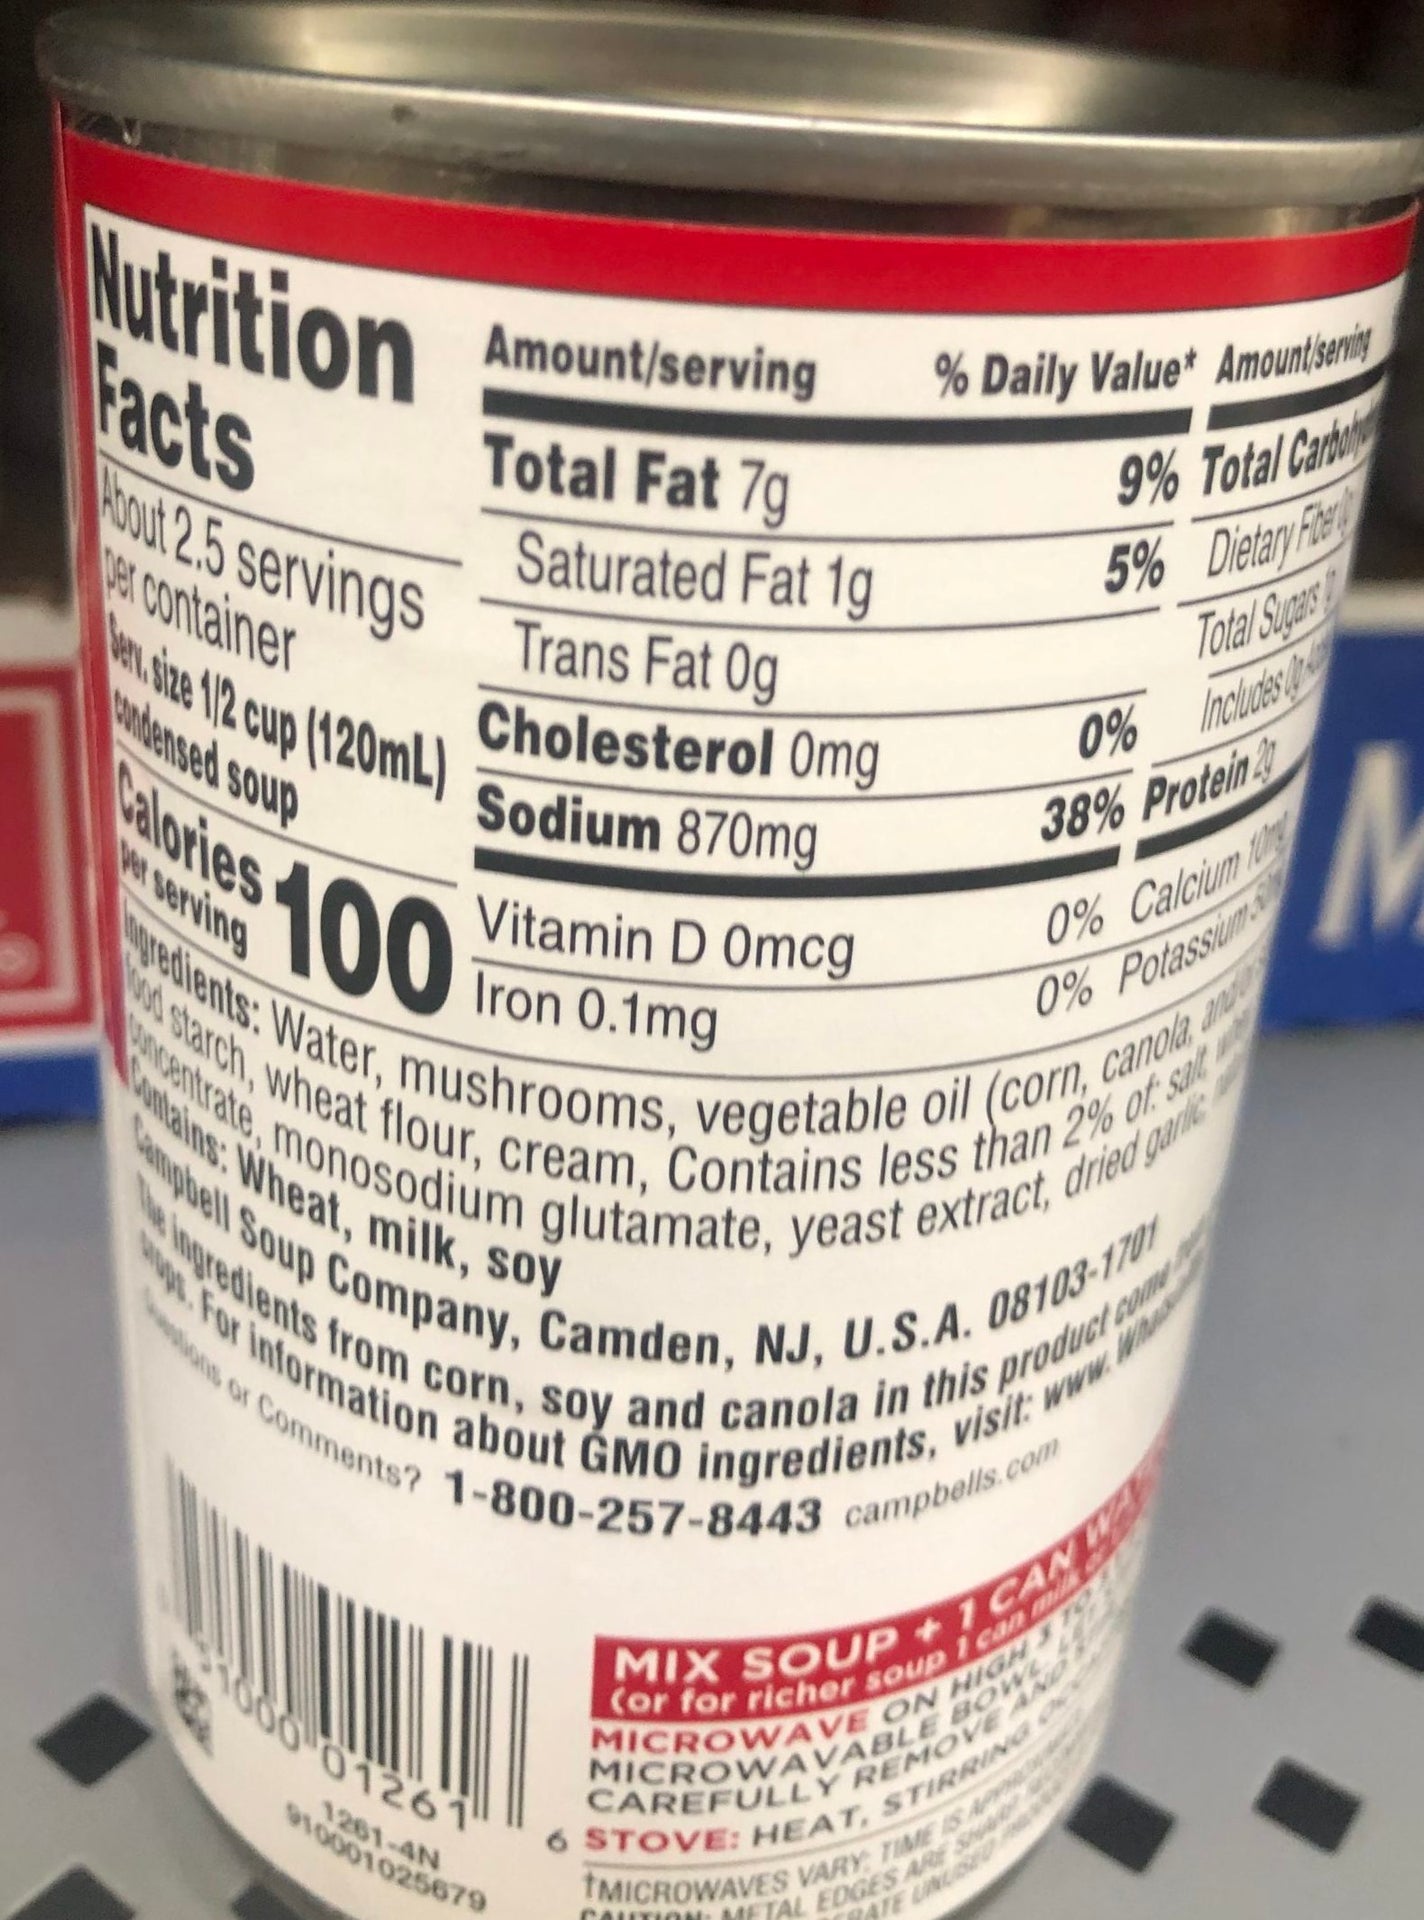 Nutrition
Facts
About 2.5 servings
per container
Serv. size 1/2 cup (120mL)
condensed soup
Calories
per serving
100
Amount/serving % Daily Value*
Total Fat 7g 9%
Saturated Fat 1g 5%
Trans Fat 0g
Cholesterol 0mg 0%
Sodium 870mg 38%
Vitamin D 0mcg 0%
Iron 0.1mg 0%
Amount/serving
Total
Dietary Fiber
Total Sugars
Includes 0g
Protein 2g
Calcium 10mg
Potassium
Ingredients: Water, mushrooms, vegetable oil (corn, canola,
food starch, wheat flour, cream, Contains less than 2% of: salt,
concentrate, monosodium glutamate, yeast extract, dried garlic
Contains: Wheat, milk, soy
Campbell Soup Company, Camden, NJ, U.S.A. 08103-1701
The ingredients from corn, soy and canola in this product come
crops. For information about GMO ingredients, visit: www.
Questions or Comments? 1-800-257-8443 campbells.com
1000 01261 6
1261-4N
910001025679
MIX SOUP + 1 CAN
(or for richer soup 1 can milk
MICROWAVE ON HIGH
MICROWAVABLE BOWL
CAREFULLY REMOVE AND
STOVE: HEAT, STIRRING
†MICROWAVES VARY; TIME IS
CAUTION: METAL EDGES ARE SHARP
M